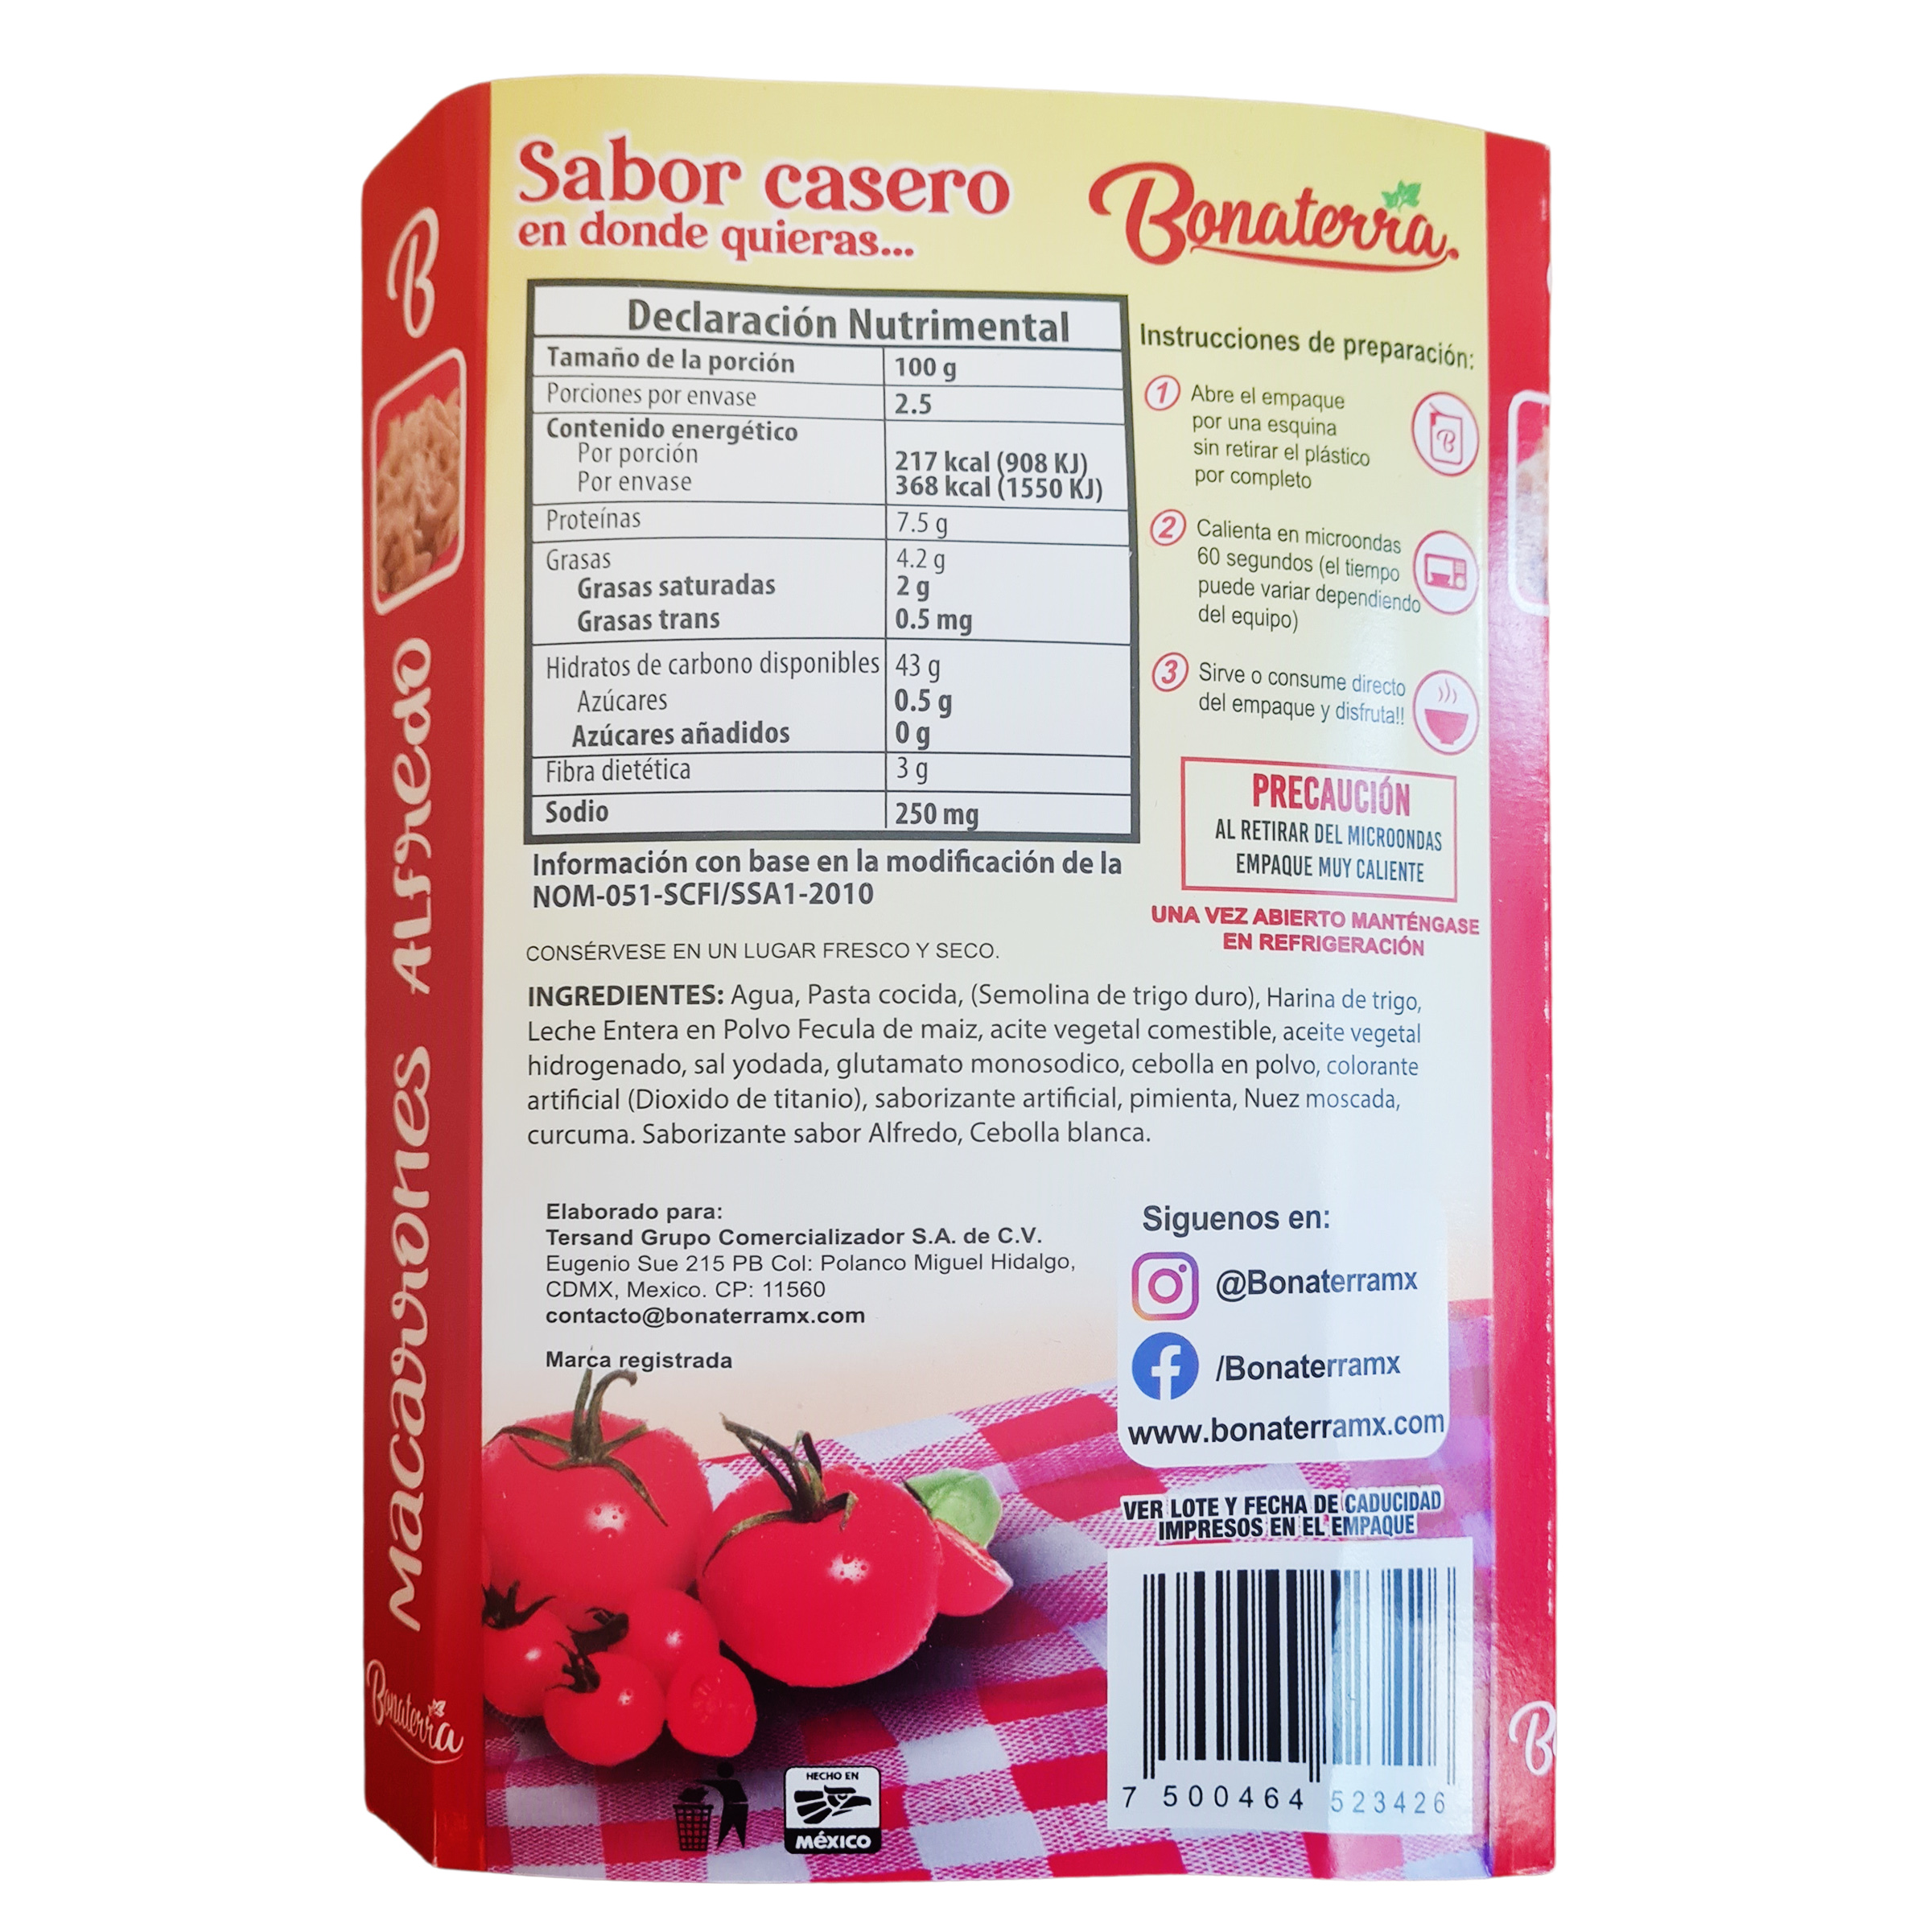 Sabor casero
en donde quieras...
Bonaterra.
Declaración Nutrimental
Tamaño de la porción 100 g
Porciones por envase 2.5
Contenido energético
Por porción 217 kcal (908 KJ)
Por envase 368 kcal (1550 KJ)
Proteínas 7.5 g
Grasas 4.2 g
Grasas saturadas 2 g
Grasas trans 0.5 mg
Hidratos de carbono disponibles 43 g
Azúcares 0.5 g
Azúcares añadidos 0 g
Fibra dietética 3 g
Sodio 250 mg
Información con base en la modificación de la
NOM-051-SCFI/SSA1-2010
CONSÉRVESE EN UN LUGAR FRESCO Y SECO.
Instrucciones de preparación:
1 Abre el empaque
por una esquina
sin retirar el plástico
por completo
B
2 Calienta en microondas
60 segundos (el tiempo
puede variar dependiendo
del equipo)
3 Sirve o consume directo
del empaque y disfruta!!
PRECAUCIÓN
AL RETIRAR DEL MICROONDAS
EMPAQUE MUY CALIENTE
UNA VEZ ABIERTO MANTÉNGASE
EN REFRIGERACIÓN
INGREDIENTES: Agua, Pasta cocida, (Semolina de trigo duro), Harina de trigo,
Leche Entera en Polvo Fecula de maiz, acite vegetal comestible, aceite vegetal
hidrogenado, sal yodada, glutamato monosodico, cebolla en polvo, colorante
artificial (Dioxido de titanio), saborizante artificial, pimienta, Nuez moscada,
curcuma. Saborizante sabor Alfredo, Cebolla blanca.
Elaborado para:
Tersand Grupo Comercializador S.A. de C.V.
Eugenio Sue 215 PB Col: Polanco Miguel Hidalgo,
CDMX, Mexico. CP: 11560
contacto@bonaterramx.com
Marca registrada
Siguenos en:
@Bonaterramx
/Bonaterramx
www.bonaterramx.com
VER LOTE Y FECHA DE CADUCIDAD
IMPRESOS EN EL EMPAQUE
7 500464 523426
HECHO EN
MÉXICO
B
Macarrones Alfredo
Bonaterra
B